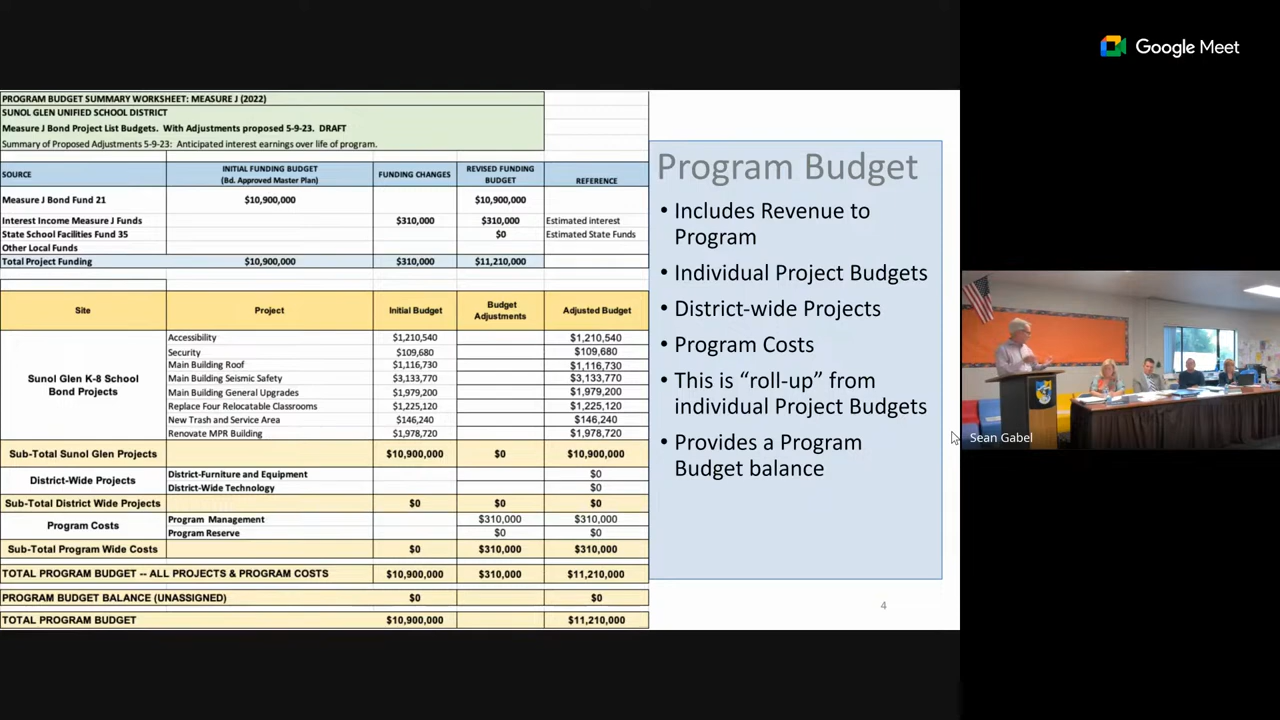 Google Meet
PROGRAM BUDGET SUMMARY WORKSHEET: MEASURE J (2022)
SUNOL GLEN UNIFIED SCHOOL DISTRICT
Measure J Bond Project List Budgets. With Adjustments proposed 5-9-23. DRAFT
Summary of Proposed Adjustments 5-9-23: Anticipated interest earnings over life of program.
SOURCE INITIAL FUNDING BUDGET (Bd. Approved Master Plan) FUNDING CHANGES REVISED FUNDING BUDGET REFERENCE
Measure J Bond Fund 21 $10,900,000 $10,900,000
Interest Income Measure J Funds $310,000 $310,000 Estimated interest
State School Facilities Fund 35 $0 Estimated State Funds
Other Local Funds
Total Project Funding $10,900,000 $310,000 $11,210,000
Site Project Initial Budget Budget Adjustments Adjusted Budget
Sunol Glen K-8 School Bond Projects
Accessibility $1,210,540 $1,210,540
Security $109,680 $109,680
Main Building Roof $1,116,730 $1,116,730
Main Building Seismic Safety $3,133,770 $3,133,770
Main Building General Upgrades $1,979,200 $1,979,200
Replace Four Relocatable Classrooms $1,225,120 $1,225,120
New Trash and Service Area $146,240 $146,240
Renovate MPR Building $1,978,720 $1,978,720
Sub-Total Sunol Glen Projects $10,900,000 $0 $10,900,000
District-Wide Projects
District-Furniture and Equipment $0
District-Wide Technology $0
Sub-Total District Wide Projects $0 $0 $0
Program Costs
Program Management $310,000 $310,000
Program Reserve $0 $0
Sub-Total Program Wide Costs $0 $310,000 $310,000
TOTAL PROGRAM BUDGET -- ALL PROJECTS & PROGRAM COSTS $10,900,000 $310,000 $11,210,000
PROGRAM BUDGET BALANCE (UNASSIGNED) $0 $0
TOTAL PROGRAM BUDGET $10,900,000 $11,210,000
Program Budget
• Includes Revenue to
Program
• Individual Project Budgets
• District-wide Projects
• Program Costs
• This is “roll-up” from
individual Project Budgets
• Provides a Program
Budget balance
4
Sean Gabel